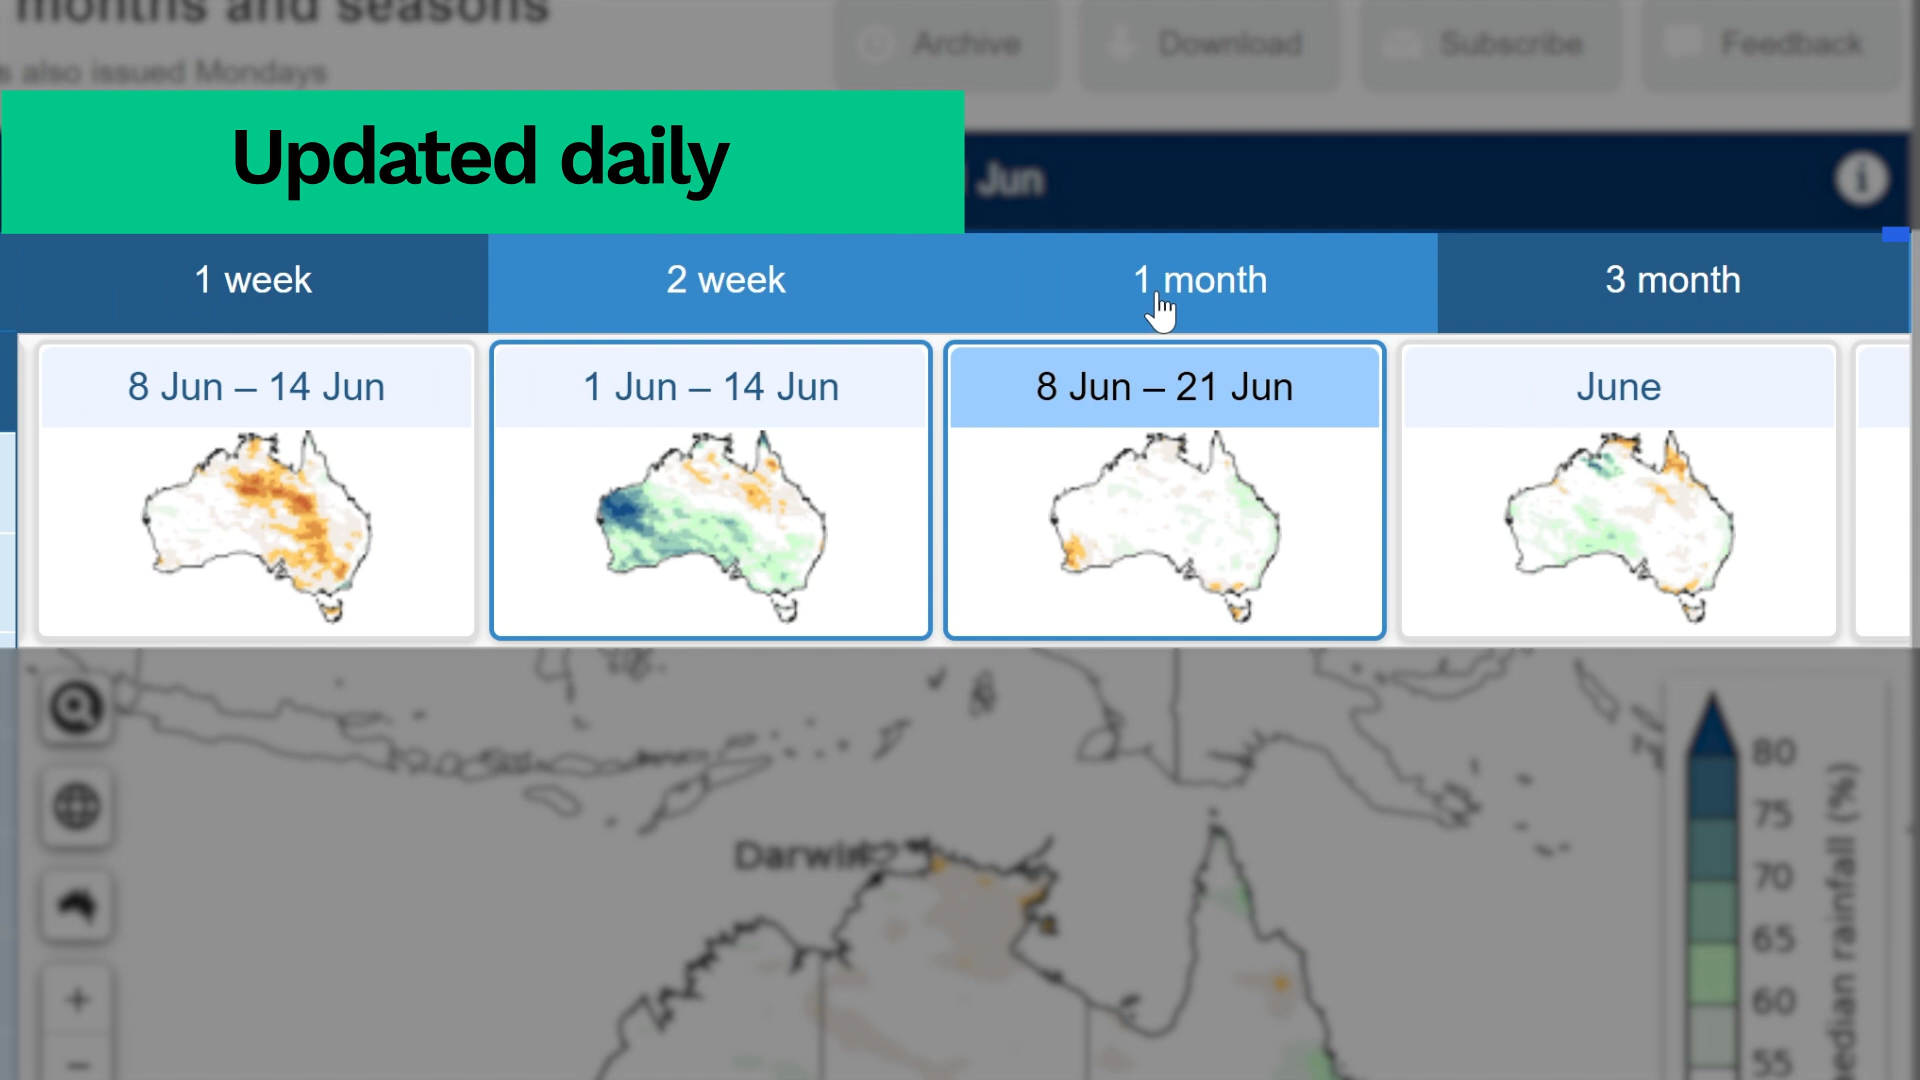 months and seasons
s also issued Mondays
Archive
Download
Subscribe
Feedback
Updated daily
Jun
i
1 week
2 week
1 month
3 month
8 Jun – 14 Jun
1 Jun – 14 Jun
8 Jun – 21 Jun
June
Darwin
+
−
80
75
70
65
60
55
median rainfall (%)